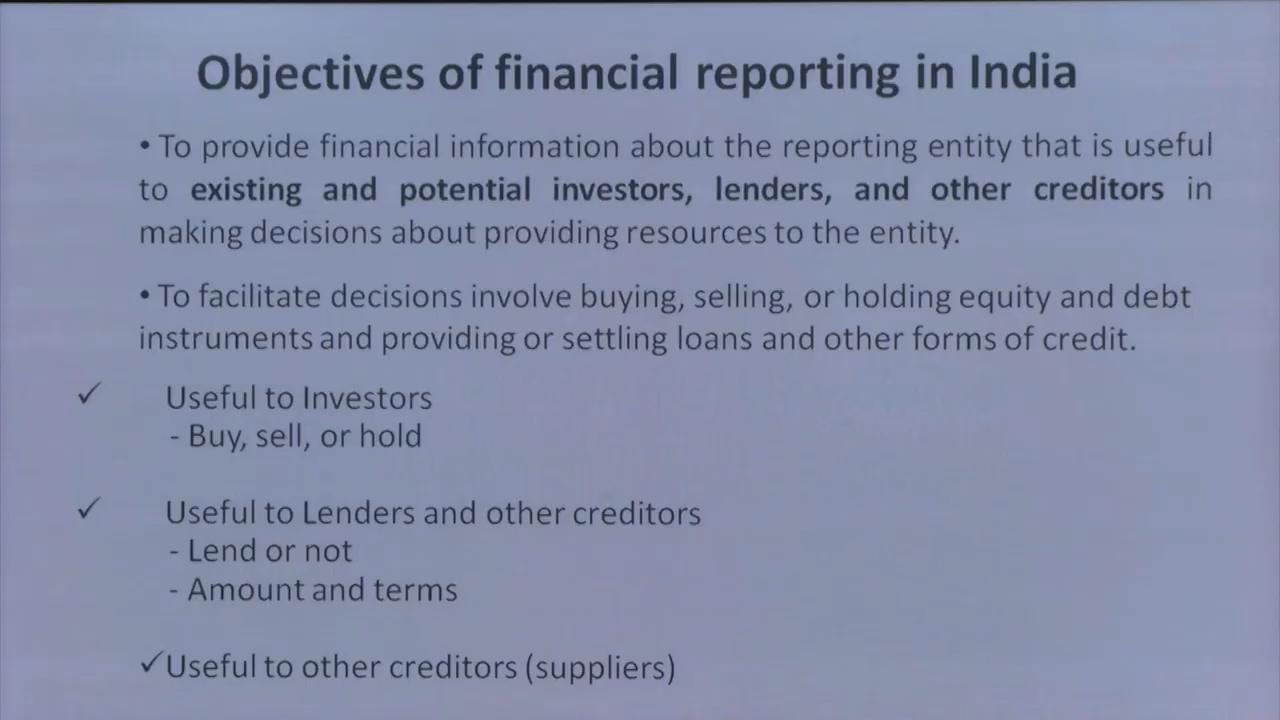 Objectives of financial reporting in India
• To provide financial information about the reporting entity that is useful
to existing and potential investors, lenders, and other creditors in
making decisions about providing resources to the entity.
• To facilitate decisions involve buying, selling, or holding equity and debt
instruments and providing or settling loans and other forms of credit.
✓ Useful to Investors
- Buy, sell, or hold
✓ Useful to Lenders and other creditors
- Lend or not
- Amount and terms
✓Useful to other creditors (suppliers)